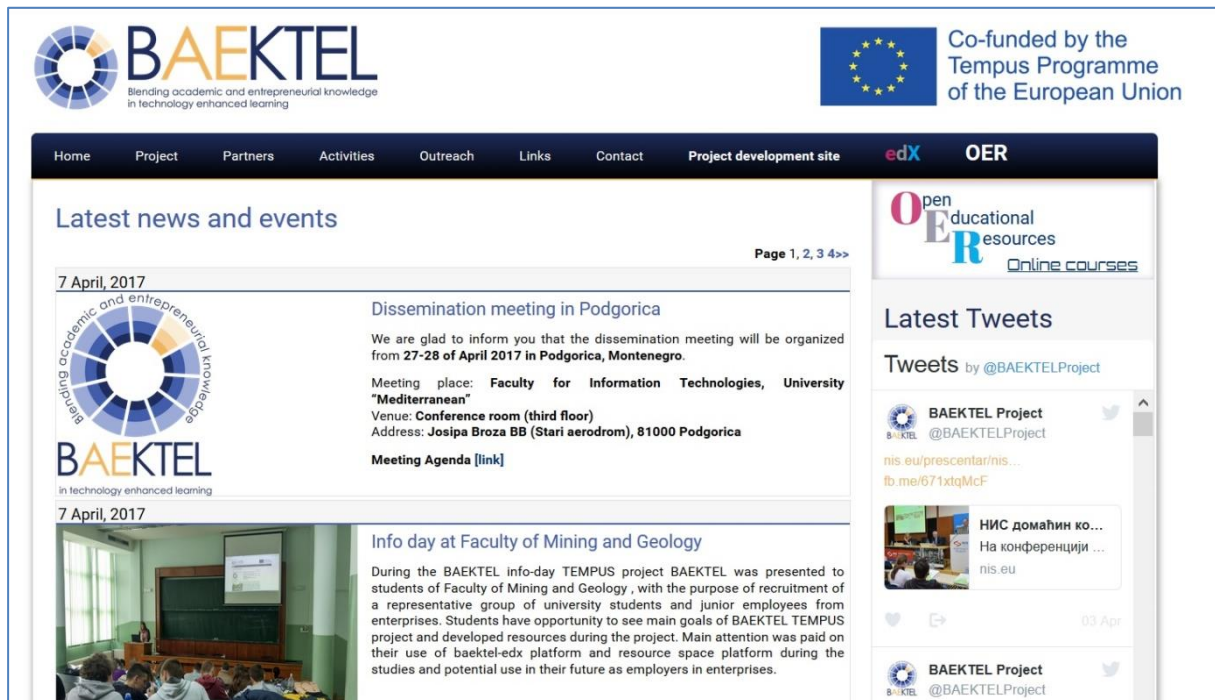 BAEKTEL
Blending academic and entrepreneurial knowledge
in technology enhanced learning
Co-funded by the
Tempus Programme
of the European Union
Home Project Partners Activities Outreach Links Contact Project development site edX OER
Latest news and events
Page 1, 2, 3 4>>
7 April, 2017
Blending academic and entrepreneurial knowledge
BAEKTEL
in technology enhanced learning
Dissemination meeting in Podgorica
We are glad to inform you that the dissemination meeting will be organized
from 27-28 of April 2017 in Podgorica, Montenegro.
Meeting place: Faculty for Information Technologies, University
“Mediterranean”
Venue: Conference room (third floor)
Address: Josipa Broza BB (Stari aerodrom), 81000 Podgorica
Meeting Agenda [link]
7 April, 2017
Info day at Faculty of Mining and Geology
During the BAEKTEL info-day TEMPUS project BAEKTEL was presented to
students of Faculty of Mining and Geology , with the purpose of recruitment of
a representative group of university students and junior employees from
enterprises. Students have opportunity to see main goals of BAEKTEL TEMPUS
project and developed resources during the project. Main attention was paid on
their use of baektel-edx platform and resource space platform during the
studies and potential use in their future as employers in enterprises.
Open
Educational
Resources
Online courses
Latest Tweets
Tweets by @BAEKTELProject
BAEKTEL Project
BAEKTEL @BAEKTELProject
nis.eu/prescentar/nis…
fb.me/671xtqMcF
НИС домаћин ко...
На конференцији ...
nis.eu
03 Apr
BAEKTEL Project
BAEKTEL @BAEKTELProject